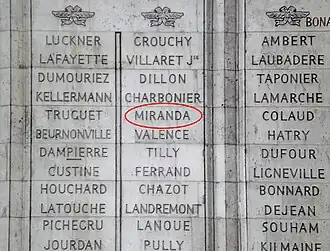 BONA
LUCKNER
LAFAYETTE
DUMOURIEZ
KELLERMANN
TRUGUET
BEURNONVILLE
DAMPIERRE
CUSTINE
HOUCHARD
LATOUCHE
PICHEGRU
JOURDAN
GROUCHY
VILLARET Jse
DILLON
CHARBONIER
MIRANDA
VALENCE
TILLY
FERRAND
CHAZOT
LANDREMONT
LANOUE
PULLY
AMBERT
LAUBADERE
TAPONIER
LAMARCHE
COLAUD
HATRY
DUFOUR
LIGNEVILLE
BONNARD
DEJEAN
SOUHAM
KILMAINE